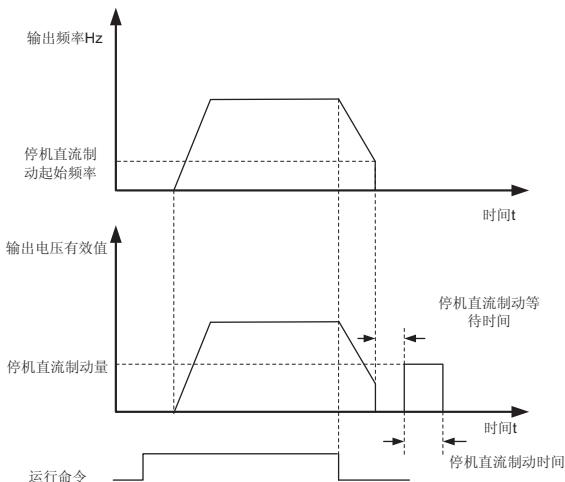 输出频率Hz
停机直流制
动起始频率
时间t
输出电压有效值
停机直流制动等
待时间
停机直流制动量
时间t
停机直流制动时间
运行命令